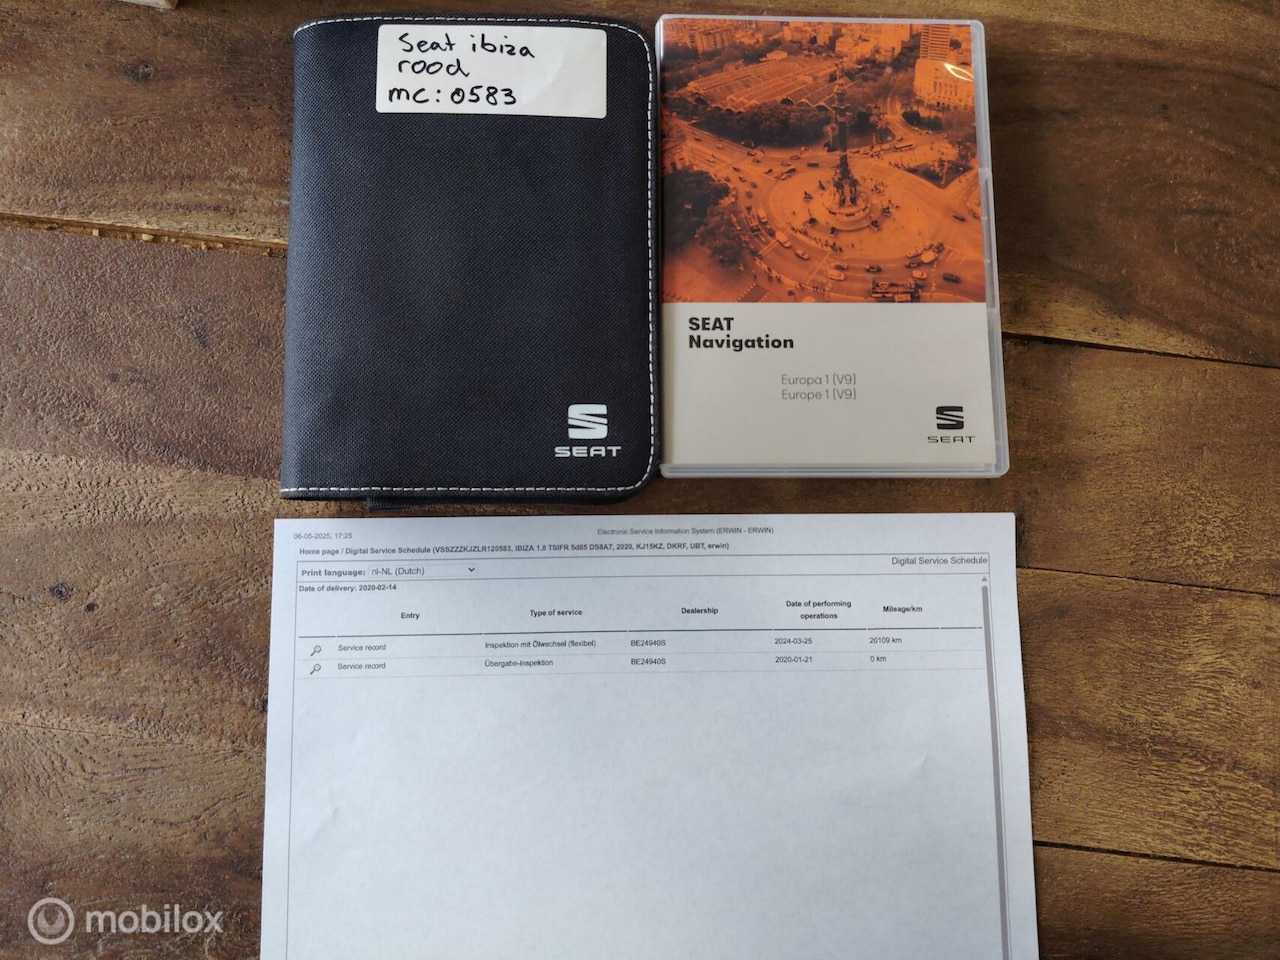 Seat ibiza
rood
mc: 0583
SEAT
SEAT
Navigation
Europa 1 (V9)
Europe 1 (V9)
SEAT
06-05-2025, 17:25
Electronic Service Information System (ERWIN - ERWIN)
Home page / Digital Service Schedule (VSSZZZKJZLR120583, IBIZA 1.0 TSIFR 5d85 DS8A7, 2020, KJ15KZ, DKRF, UBT, erwin)
Digital Service Schedule
Print language: nl-NL (Dutch)
Date of delivery: 2020-02-14
Entry Type of service Dealership Date of performing operations Mileage/km
Service record Inspektion mit Ölwechsel (flexibel) BE24940S 2024-03-25 20109 km
Service record Übergabe-Inspektion BE24940S 2020-01-21 0 km
mobilox